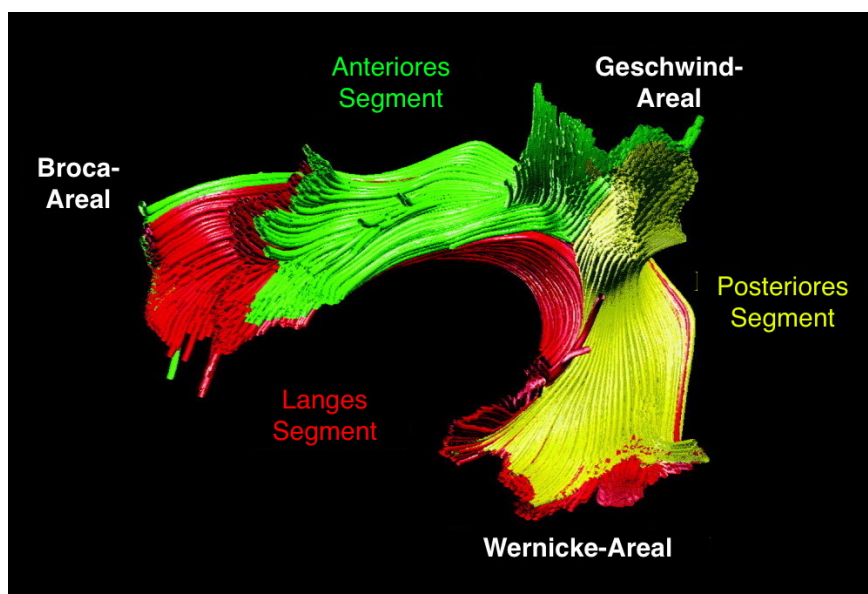 Anteriores
Segment
Geschwind-
Areal
Broca-
Areal
Posteriores
Segment
Langes
Segment
Wernicke-Areal